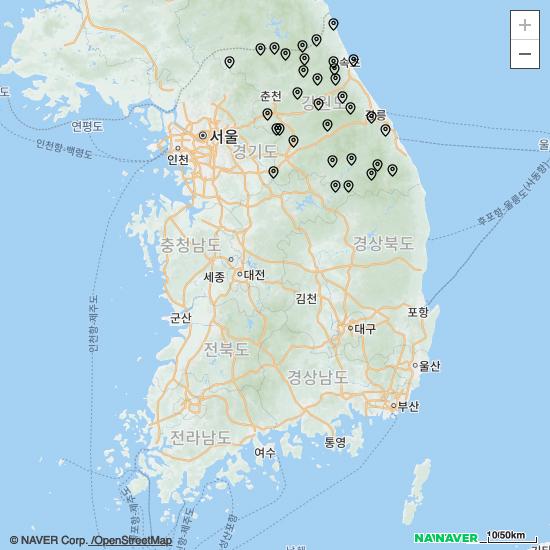 +
−
속초
춘천
강원도
강릉
연평도
서울
인천항-백령도
인천
경기도
울
후포항-울릉도(사동항)
충청남도
경상북도
세종
대전
김천
인천항-제주도
군산
포항
대구
전북도
울산
경상남도
부산
전라남도
통영
여수
제주도
© NAVER Corp. /OpenStreetMap
NAVER
10/50km